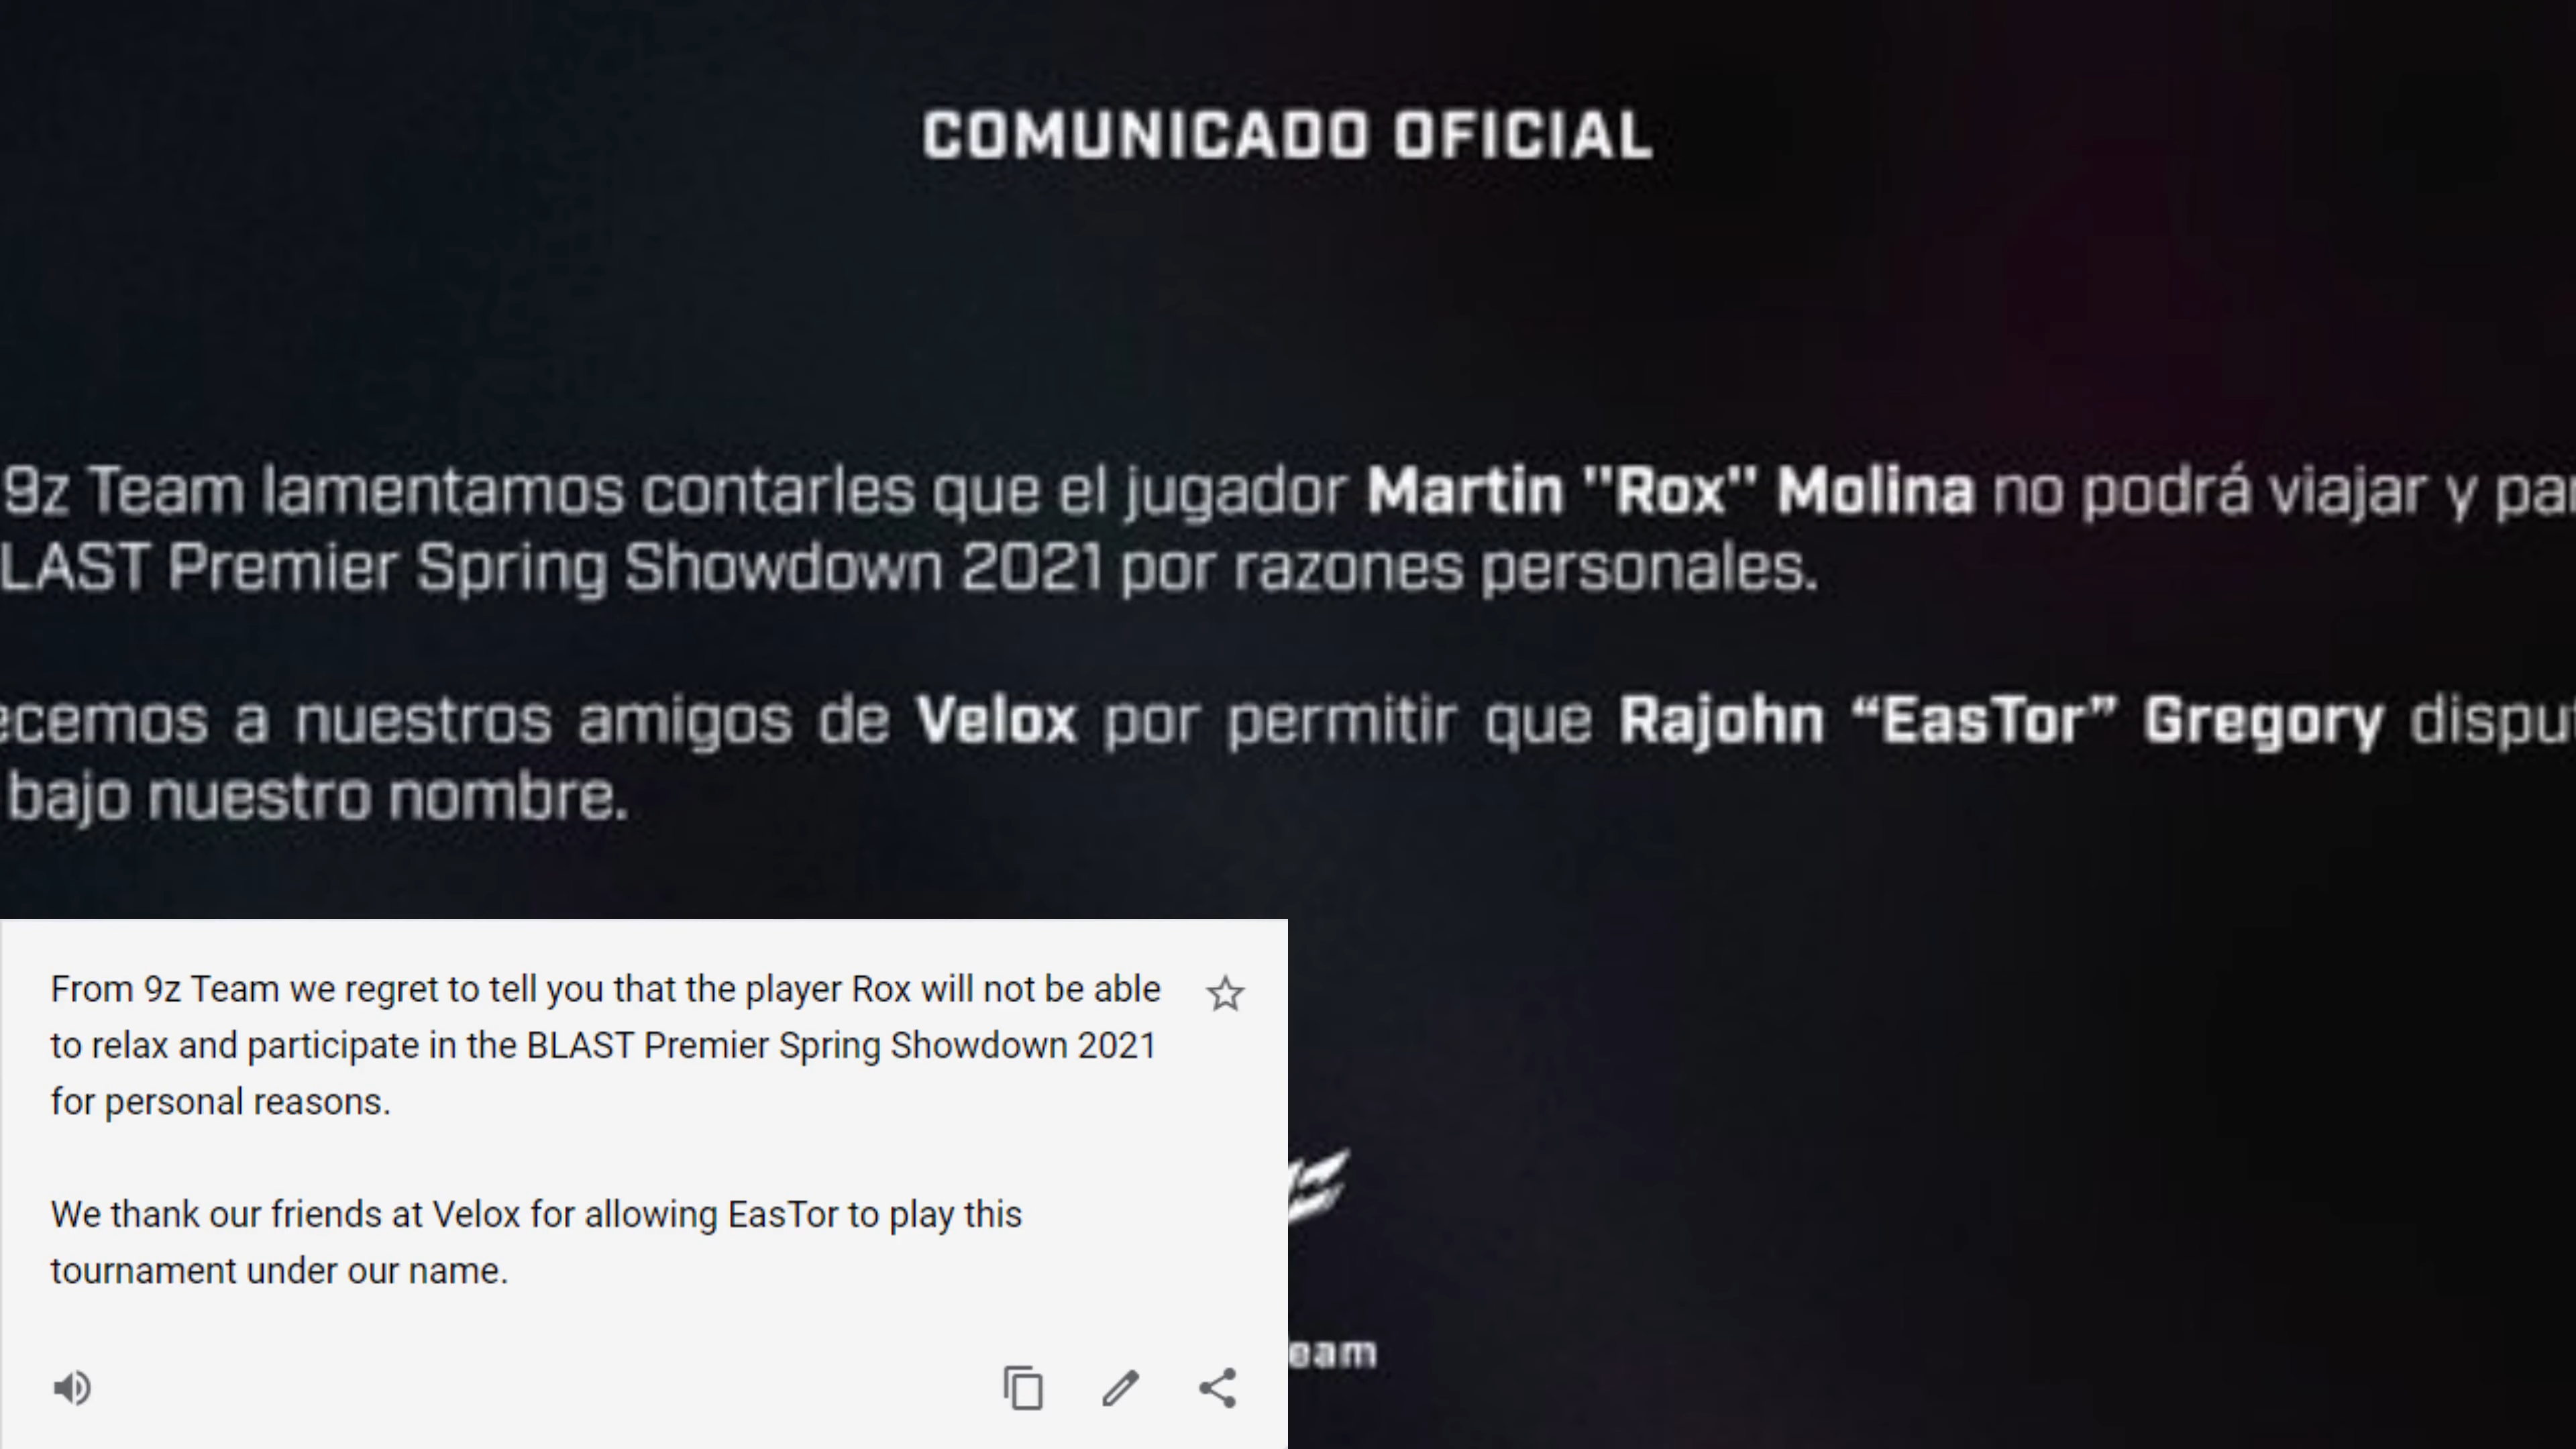 COMUNICADO OFICIAL
9z Team lamentamos contarles que el jugador Martin "Rox" Molina no podrá viajar y par
LAST Premier Spring Showdown 2021 por razones personales.
ecemos a nuestros amigos de Velox por permitir que Rajohn “EasTor” Gregory disput
bajo nuestro nombre.
From 9z Team we regret to tell you that the player Rox will not be able
to relax and participate in the BLAST Premier Spring Showdown 2021
for personal reasons.
We thank our friends at Velox for allowing EasTor to play this
tournament under our name.
eam